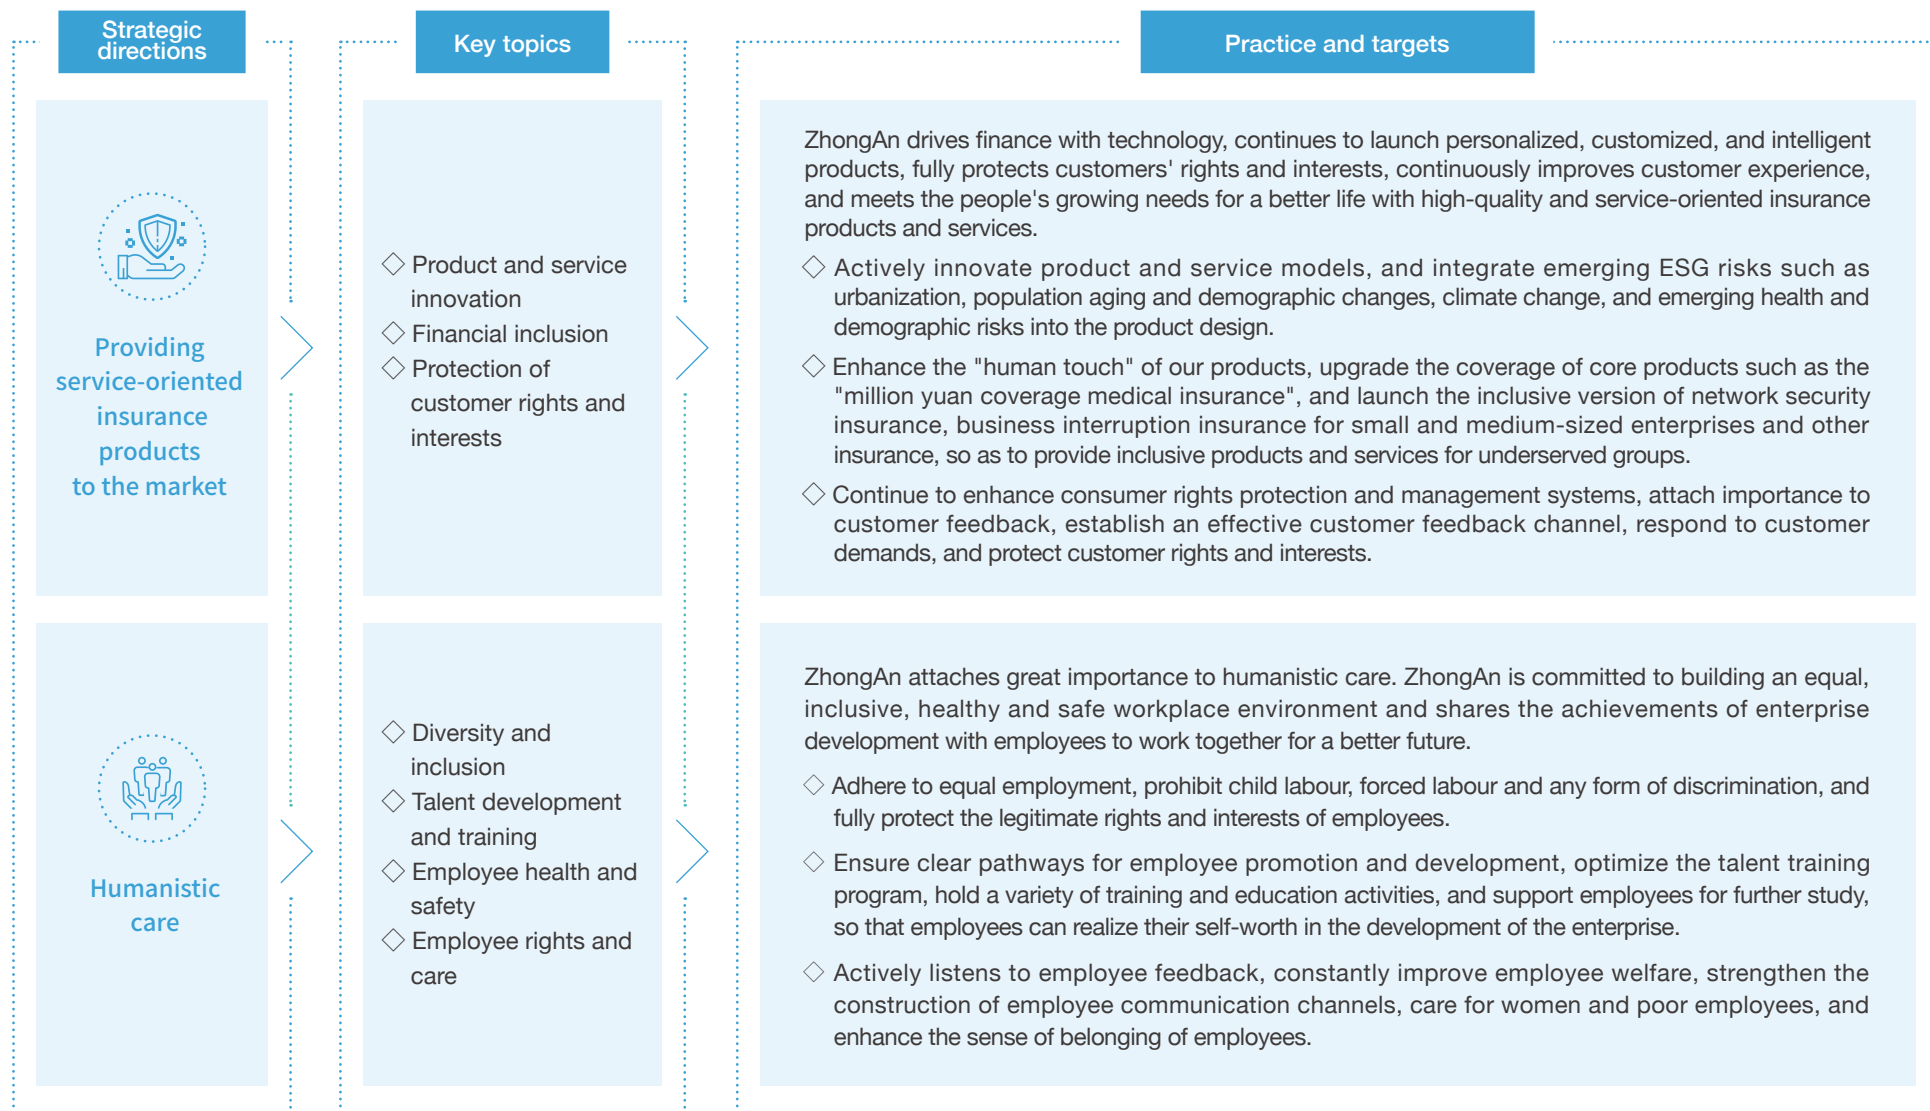 Strategic
directions
Key topics
Practice and targets
Providing
service-oriented
insurance
products
to the market
◇ Product and service
innovation
◇ Financial inclusion
◇ Protection of
customer rights and
interests
ZhongAn drives finance with technology, continues to launch personalized, customized, and intelligent
products, fully protects customers' rights and interests, continuously improves customer experience,
and meets the people's growing needs for a better life with high-quality and service-oriented insurance
products and services.
◇ Actively innovate product and service models, and integrate emerging ESG risks such as
urbanization, population aging and demographic changes, climate change, and emerging health and
demographic risks into the product design.
◇ Enhance the "human touch" of our products, upgrade the coverage of core products such as the
"million yuan coverage medical insurance", and launch the inclusive version of network security
insurance, business interruption insurance for small and medium-sized enterprises and other
insurance, so as to provide inclusive products and services for underserved groups.
◇ Continue to enhance consumer rights protection and management systems, attach importance to
customer feedback, establish an effective customer feedback channel, respond to customer
demands, and protect customer rights and interests.
Humanistic
care
◇ Diversity and
inclusion
◇ Talent development
and training
◇ Employee health and
safety
◇ Employee rights and
care
ZhongAn attaches great importance to humanistic care. ZhongAn is committed to building an equal,
inclusive, healthy and safe workplace environment and shares the achievements of enterprise
development with employees to work together for a better future.
◇ Adhere to equal employment, prohibit child labour, forced labour and any form of discrimination, and
fully protect the legitimate rights and interests of employees.
◇ Ensure clear pathways for employee promotion and development, optimize the talent training
program, hold a variety of training and education activities, and support employees for further study,
so that employees can realize their self-worth in the development of the enterprise.
◇ Actively listens to employee feedback, constantly improve employee welfare, strengthen the
construction of employee communication channels, care for women and poor employees, and
enhance the sense of belonging of employees.